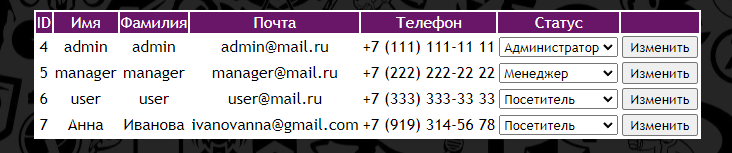 ID Имя Фамилия Почта Телефон Статус
4 admin admin admin@mail.ru +7 (111) 111-11 11 Администратор Изменить
5 manager manager manager@mail.ru +7 (222) 222-22 22 Менеджер Изменить
6 user user user@mail.ru +7 (333) 333-33 33 Посетитель Изменить
7 Анна Иванова ivanovanna@gmail.com +7 (919) 314-56 78 Посетитель Изменить